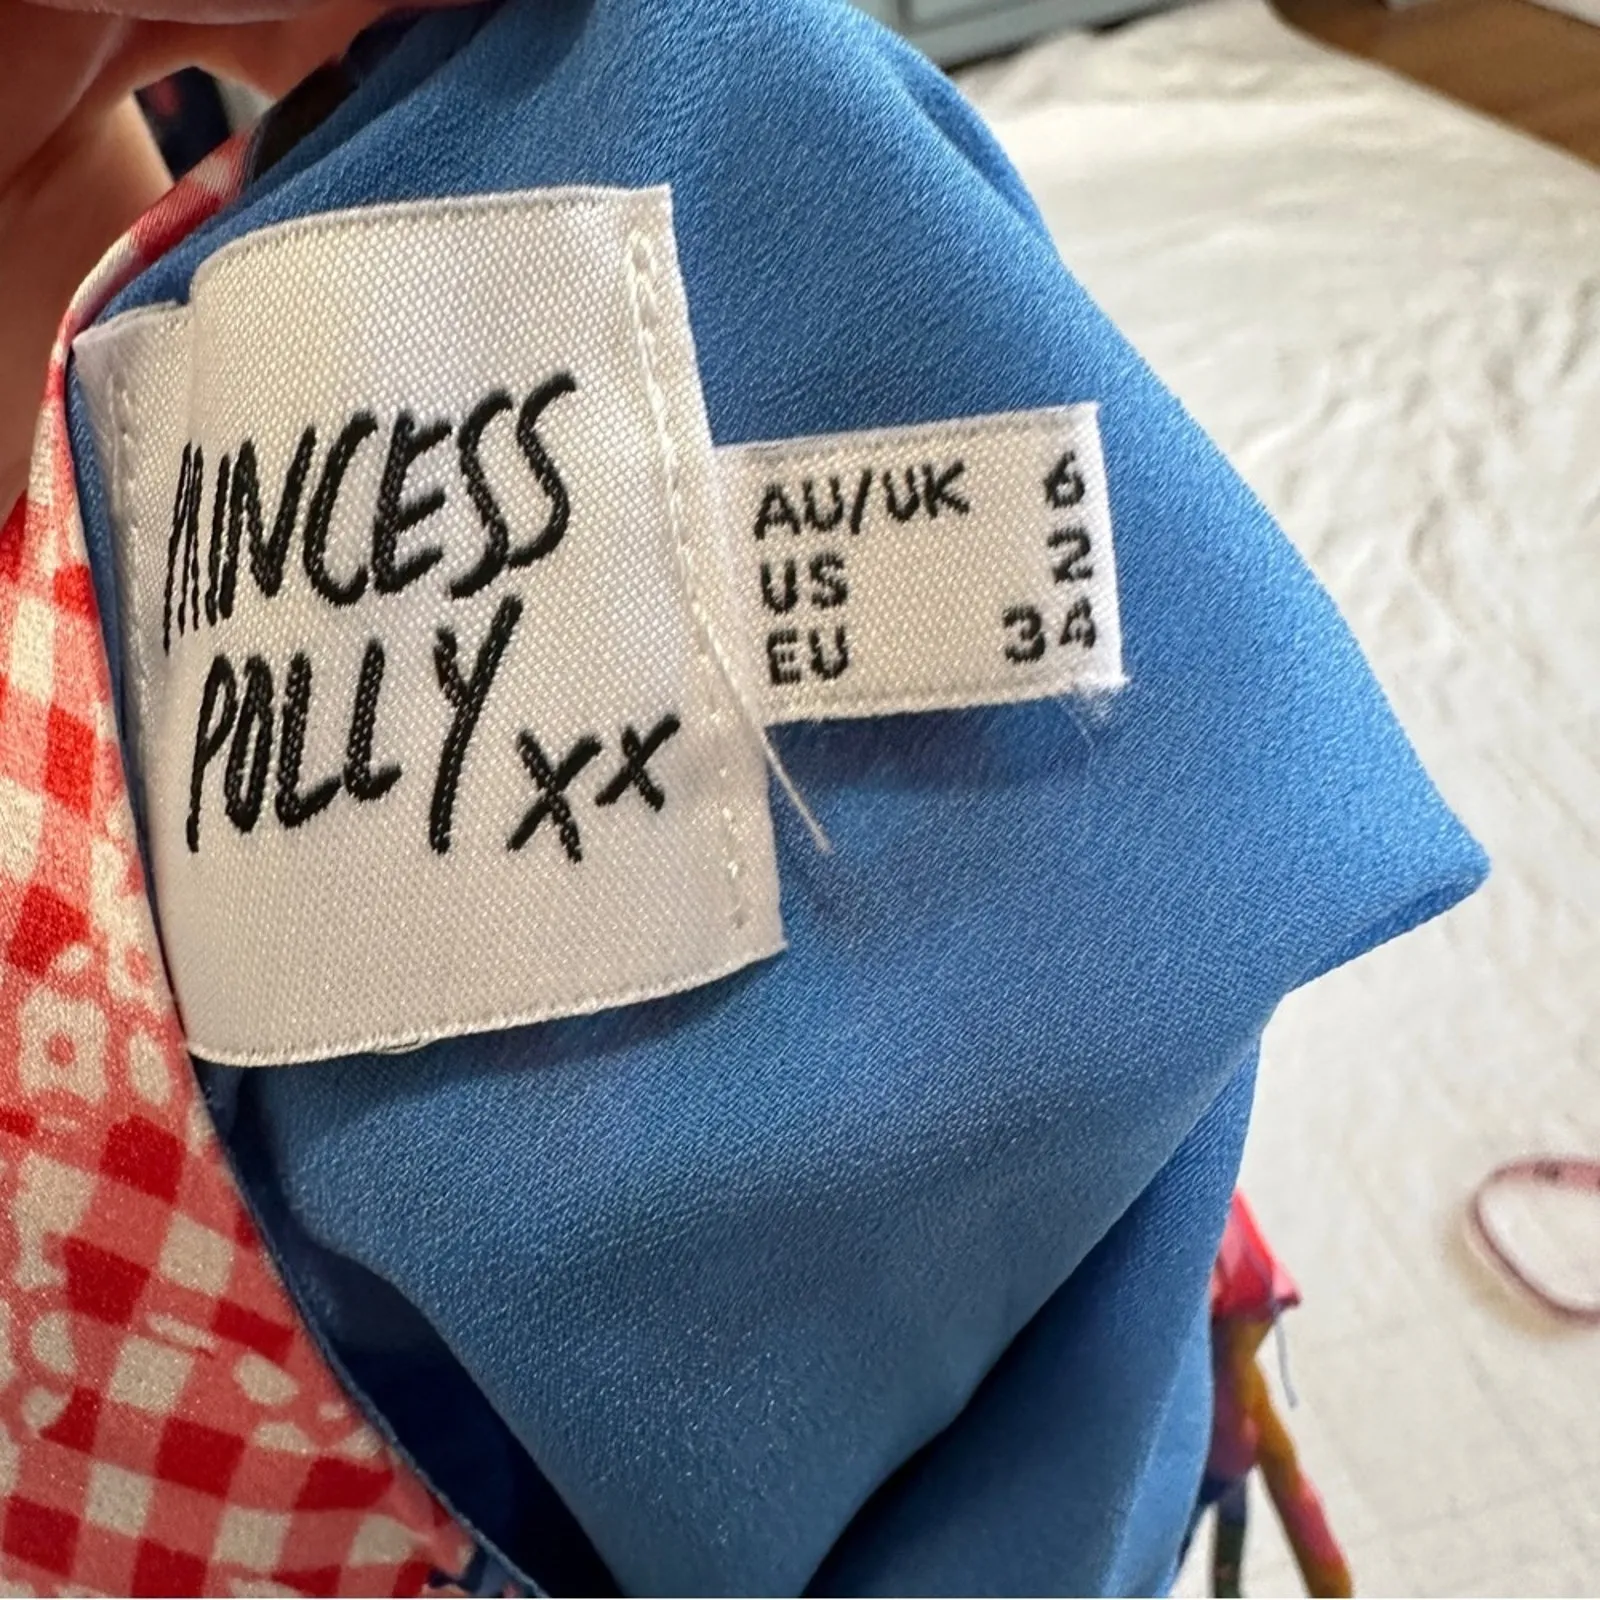 PRINCESS
POLLY xx
AU/UK 6
US 2
EU 34